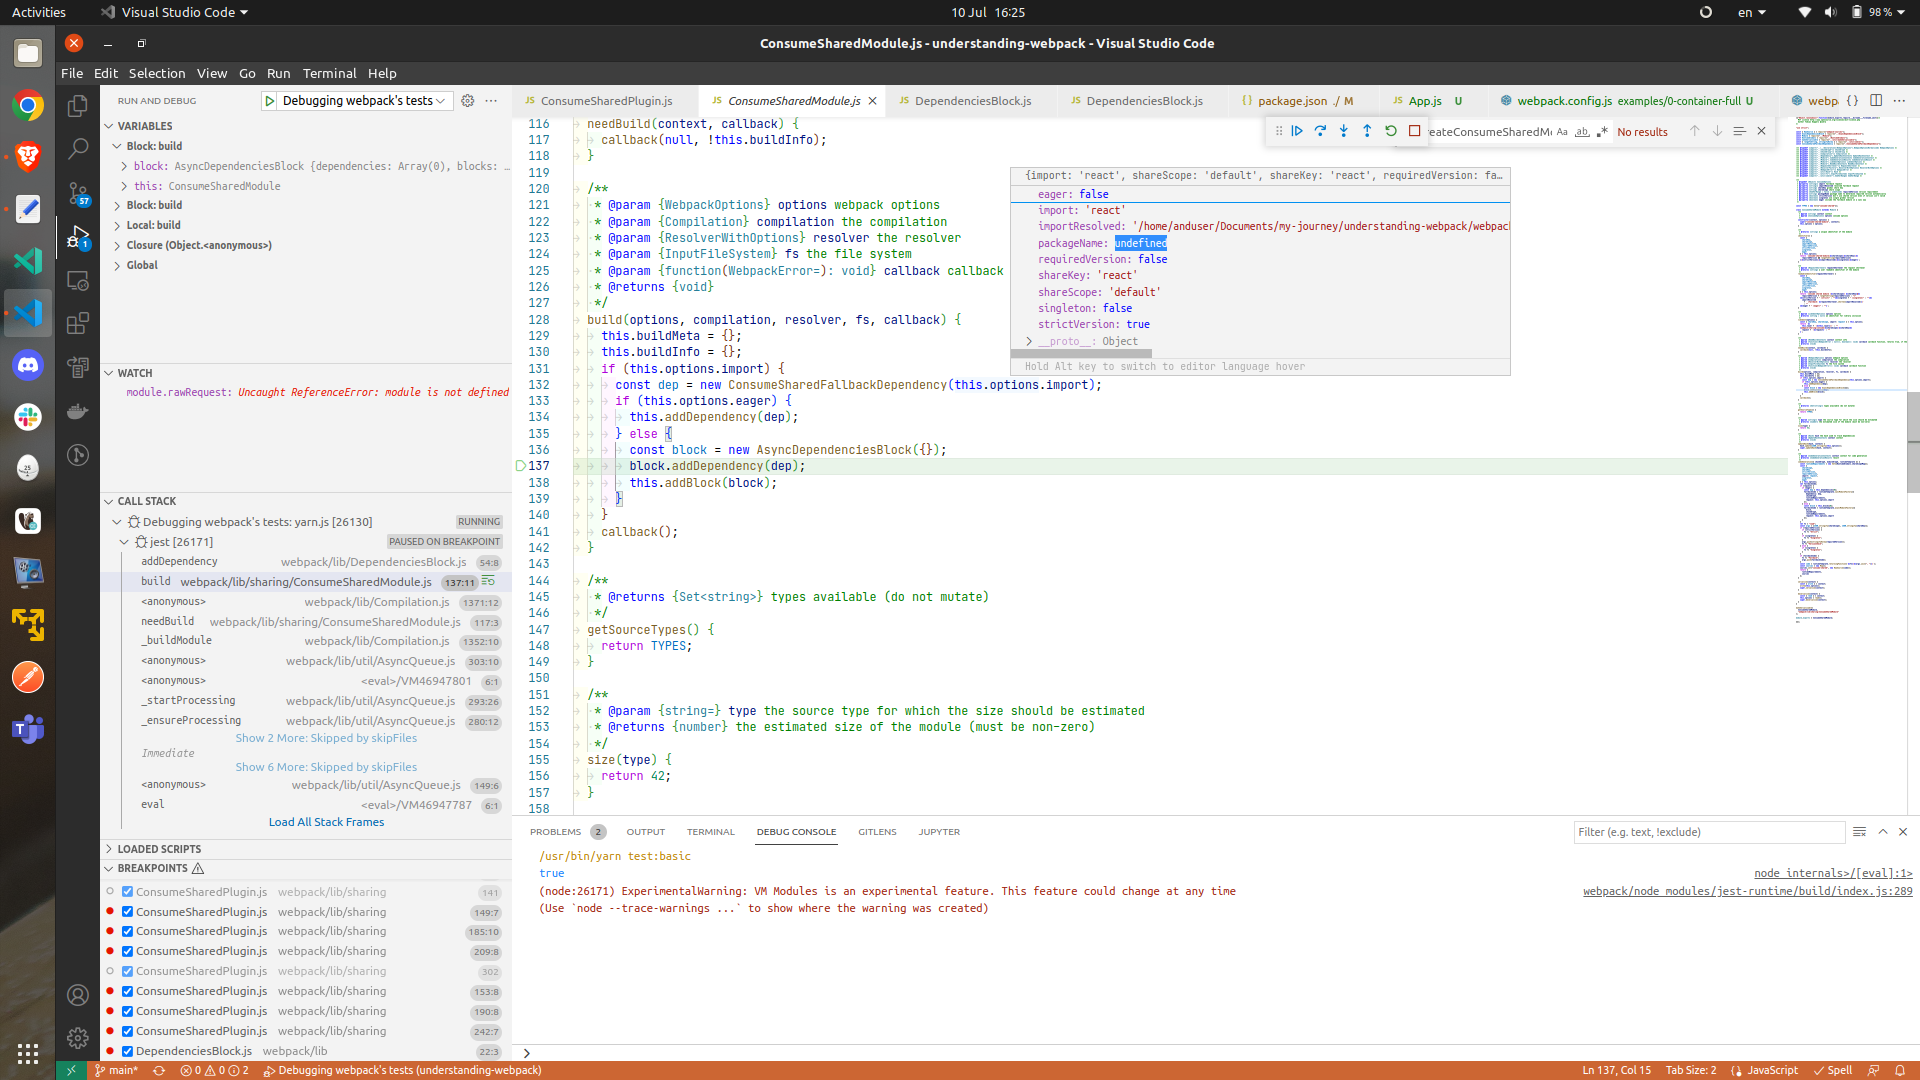 Activities
Visual Studio Code
10 Jul 16:25
en
98 %
ConsumeSharedModule.js - understanding-webpack - Visual Studio Code
File Edit Selection View Go Run Terminal Help
RUN AND DEBUG
Debugging webpack's tests
VARIABLES
Block: build
block: AsyncDependenciesBlock {dependencies: Array(0), blocks: …
this: ConsumeSharedModule
Block: build
Local: build
Closure (Object.<anonymous>)
Global
WATCH
module.rawRequest: Uncaught ReferenceError: module is not defined
CALL STACK
Debugging webpack's tests: yarn.js [26130] RUNNING
jest [26171] PAUSED ON BREAKPOINT
addDependency webpack/lib/DependenciesBlock.js 54:8
build webpack/lib/sharing/ConsumeSharedModule.js 137:11
<anonymous> webpack/lib/Compilation.js 1371:12
needBuild webpack/lib/sharing/ConsumeSharedModule.js 117:3
_buildModule webpack/lib/Compilation.js 1352:10
<anonymous> webpack/lib/util/AsyncQueue.js 303:10
<anonymous> <eval>/VM46947801 6:1
_startProcessing webpack/lib/util/AsyncQueue.js 293:26
_ensureProcessing webpack/lib/util/AsyncQueue.js 280:12
Show 2 More: Skipped by skipFiles
Immediate
Show 6 More: Skipped by skipFiles
<anonymous> webpack/lib/util/AsyncQueue.js 149:6
eval <eval>/VM46947787 6:1
Load All Stack Frames
LOADED SCRIPTS
BREAKPOINTS
ConsumeSharedPlugin.js webpack/lib/sharing 141
ConsumeSharedPlugin.js webpack/lib/sharing 149:7
ConsumeSharedPlugin.js webpack/lib/sharing 185:10
ConsumeSharedPlugin.js webpack/lib/sharing 209:8
ConsumeSharedPlugin.js webpack/lib/sharing 302
ConsumeSharedPlugin.js webpack/lib/sharing 153:8
ConsumeSharedPlugin.js webpack/lib/sharing 190:8
ConsumeSharedPlugin.js webpack/lib/sharing 242:7
DependenciesBlock.js webpack/lib 22:3
57
1
25
JS ConsumeSharedPlugin.js
JS ConsumeSharedModule.js
JS DependenciesBlock.js
JS DependenciesBlock.js
{} package.json ./ M
JS App.js U
webpack.config.js examples/0-container-full U
webp
reateConsumeSharedMo Aa ab .* No results
116 needBuild(context, callback) {
117 callback(null, !this.buildInfo);
118 }
119
120 /**
121 * @param {WebpackOptions} options webpack options
122 * @param {Compilation} compilation the compilation
123 * @param {ResolverWithOptions} resolver the resolver
124 * @param {InputFileSystem} fs the file system
125 * @param {function(WebpackError=): void} callback callback
126 * @returns {void}
127 */
128 build(options, compilation, resolver, fs, callback) {
129 this.buildMeta = {};
130 this.buildInfo = {};
131 if (this.options.import) {
132 const dep = new ConsumeSharedFallbackDependency(this.options.import);
133 if (this.options.eager) {
134 this.addDependency(dep);
135 } else {
136 const block = new AsyncDependenciesBlock({});
137 block.addDependency(dep);
138 this.addBlock(block);
139 }
140 }
141 callback();
142 }
143
144 /**
145 * @returns {Set<string>} types available (do not mutate)
146 */
147 getSourceTypes() {
148 return TYPES;
149 }
150
151 /**
152 * @param {string=} type the source type for which the size should be estimated
153 * @returns {number} the estimated size of the module (must be non-zero)
154 */
155 size(type) {
156 return 42;
157 }
158
{import: 'react', shareScope: 'default', shareKey: 'react', requiredVersion: fa…
eager: false
import: 'react'
importResolved: '/home/anduser/Documents/my-journey/understanding-webpack/webpack
packageName: undefined
requiredVersion: false
shareKey: 'react'
shareScope: 'default'
singleton: false
strictVersion: true
__proto__: Object
Hold Alt key to switch to editor language hover
PROBLEMS 2 OUTPUT TERMINAL DEBUG CONSOLE GITLENS JUPYTER
Filter (e.g. text, !exclude)
/usr/bin/yarn test:basic
true
node internals>/[eval]:1>
(node:26171) ExperimentalWarning: VM Modules is an experimental feature. This feature could change at any time
webpack/node_modules/jest-runtime/build/index.js:289
(Use `node --trace-warnings ...` to show where the warning was created)
main* 0 0 2 Debugging webpack's tests (understanding-webpack)
Ln 137, Col 15 Tab Size: 2 JavaScript Spell